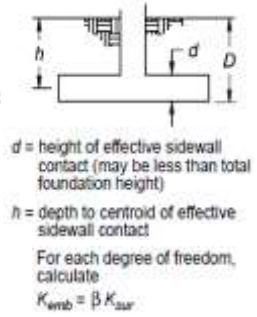 h
d
D
d = height of effective sidewall
contact (may be less than total
foundation height)
h = depth to centroid of effective
sidewall contact
For each degree of freedom,
calculate
Kemb = β Ksur